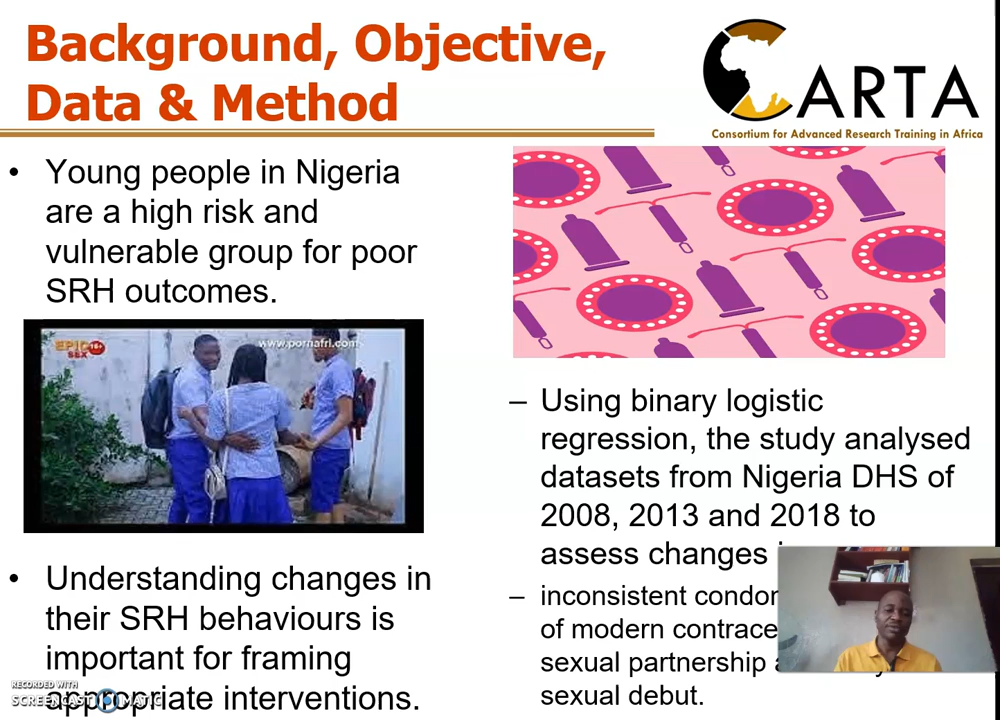 Background, Objective,
Data & Method
CARTA
Consortium for Advanced Research Training in Africa
• Young people in Nigeria
are a high risk and
vulnerable group for poor
SRH outcomes.
EPIC 18+
SEX
www.pornafri.com
• Understanding changes in
their SRH behaviours is
important for framing
appropriate interventions.
– Using binary logistic
regression, the study analysed
datasets from Nigeria DHS of
2008, 2013 and 2018 to
assess changes
– inconsistent
of modern
sexual partnership
sexual debut.
RECORDED WITH
SCREENCAST MATIC